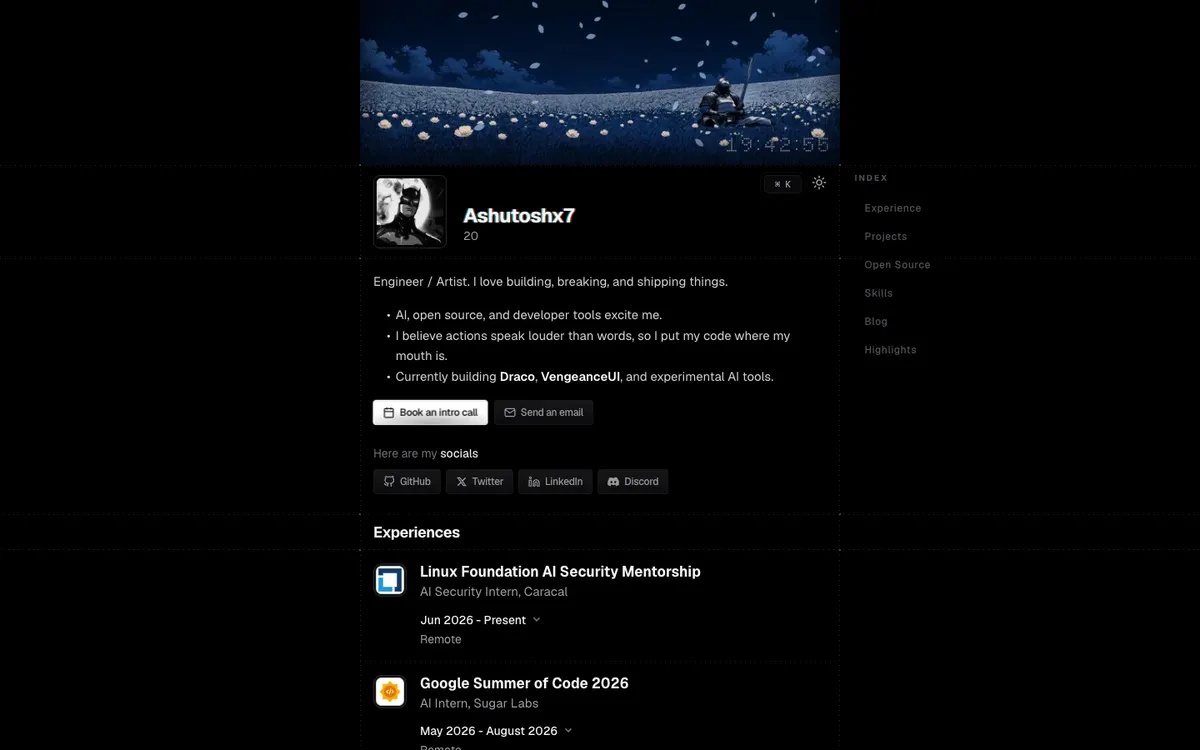 19:42:56
⌘ K
INDEX
Experience
Projects
Open Source
Skills
Blog
Highlights
Ashutoshx7
20
Engineer / Artist. I love building, breaking, and shipping things.
• AI, open source, and developer tools excite me.
• I believe actions speak louder than words, so I put my code where my
mouth is.
• Currently building Draco, VengeanceUI, and experimental AI tools.
Book an intro call
Send an email
Here are my socials
GitHub
Twitter
LinkedIn
Discord
Experiences
Linux Foundation AI Security Mentorship
AI Security Intern, Caracal
Jun 2026 - Present
Remote
Google Summer of Code 2026
AI Intern, Sugar Labs
May 2026 - August 2026
Remote